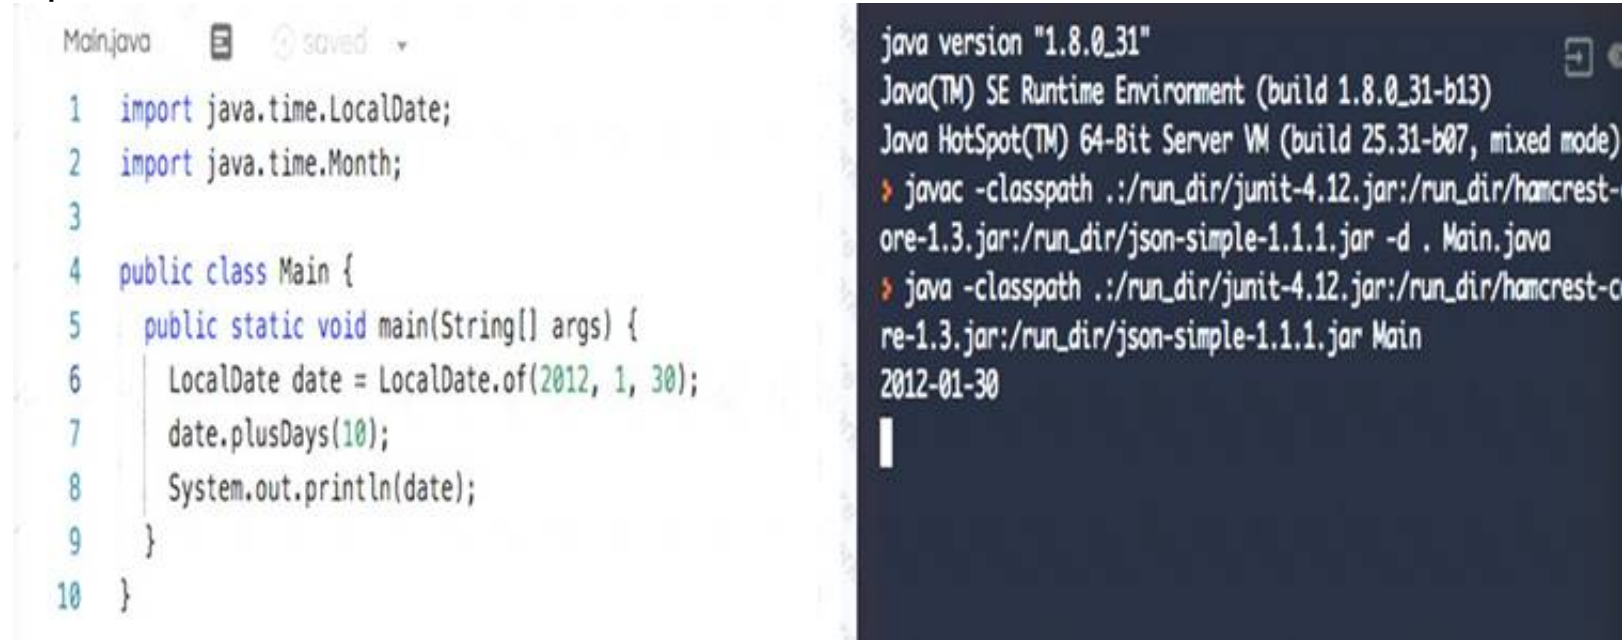 Main.java saved
1 import java.time.LocalDate;
2 import java.time.Month;
3
4 public class Main {
5 public static void main(String[] args) {
6 LocalDate date = LocalDate.of(2012, 1, 30);
7 date.plusDays(10);
8 System.out.println(date);
9 }
10 }
java version "1.8.0_31"
Java(TM) SE Runtime Environment (build 1.8.0_31-b13)
Java HotSpot(TM) 64-Bit Server VM (build 25.31-b07, mixed mode)
> javac -classpath .:/run_dir/junit-4.12.jar:/run_dir/hamcrest-c
ore-1.3.jar:/run_dir/json-simple-1.1.1.jar -d . Main.java
> java -classpath .:/run_dir/junit-4.12.jar:/run_dir/hamcrest-co
re-1.3.jar:/run_dir/json-simple-1.1.1.jar Main
2012-01-30